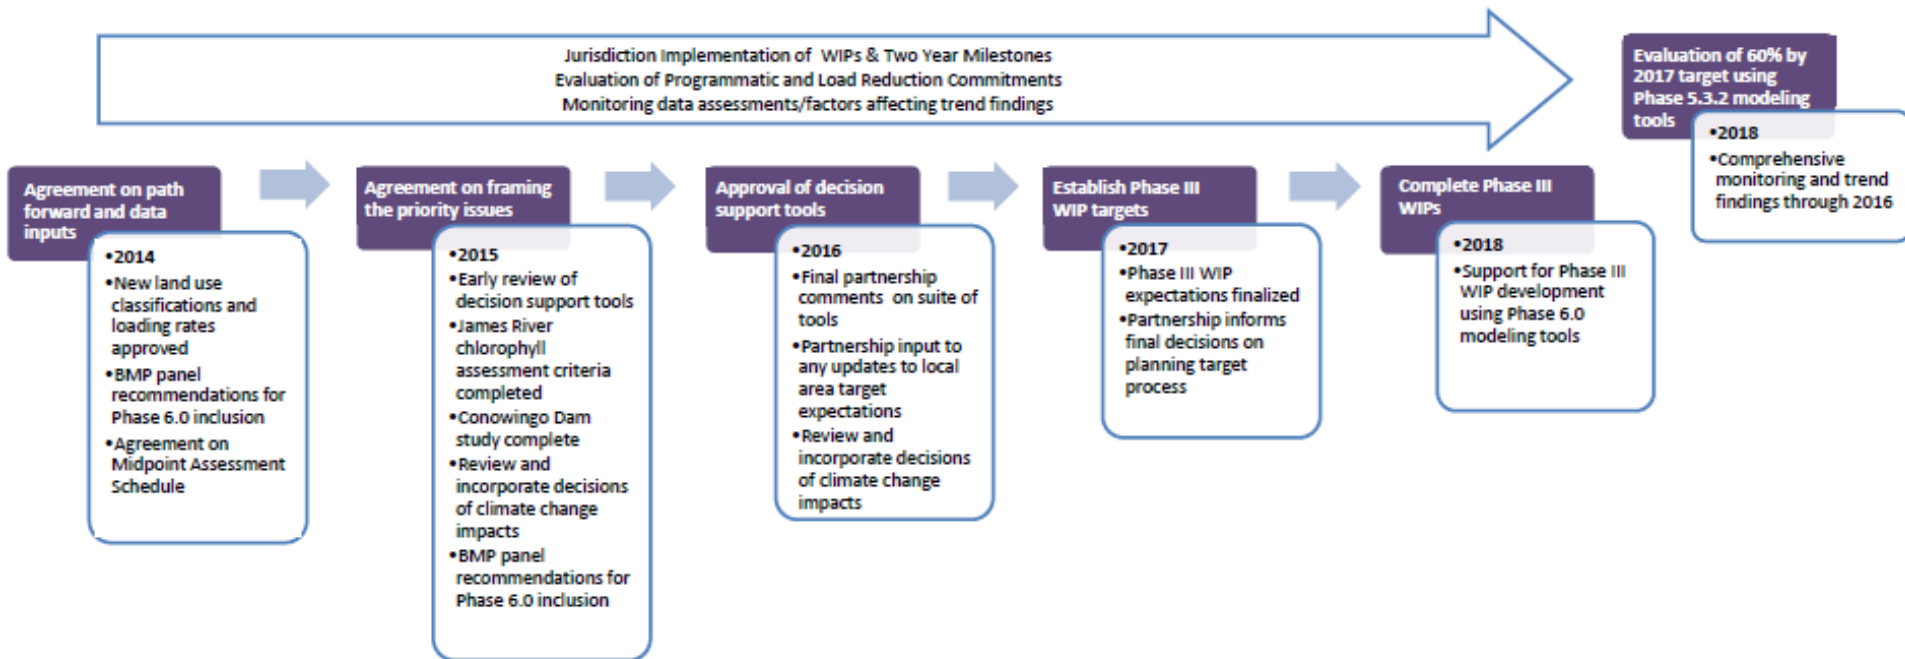 Jurisdiction Implementation of WIPs & Two Year Milestones
Evaluation of Programmatic and Load Reduction Commitments
Monitoring data assessments/factors affecting trend findings
Evaluation of 60% by
2017 target using
Phase 5.3.2 modeling
tools
•2018
•Comprehensive
monitoring and trend
findings through 2016
Agreement on path
forward and data
inputs
•2014
•New land use
classifications and
loading rates
approved
•BMP panel
recommendations for
Phase 6.0 inclusion
•Agreement on
Midpoint Assessment
Schedule
Agreement on framing
the priority issues
•2015
•Early review of
decision support tools
•James River
chlorophyll
assessment criteria
completed
•Conowingo Dam
study complete
•Review and
incorporate decisions
of climate change
impacts
•BMP panel
recommendations for
Phase 6.0 inclusion
Approval of decision
support tools
•2016
•Final partnership
comments on suite of
tools
•Partnership input to
any updates to local
area target
expectations
•Review and
incorporate decisions
of climate change
impacts
Establish Phase III
WIP targets
•2017
•Phase III WIP
expectations finalized
•Partnership informs
final decisions on
planning target
process
Complete Phase III
WIPs
•2018
•Support for Phase III
WIP development
using Phase 6.0
modeling tools